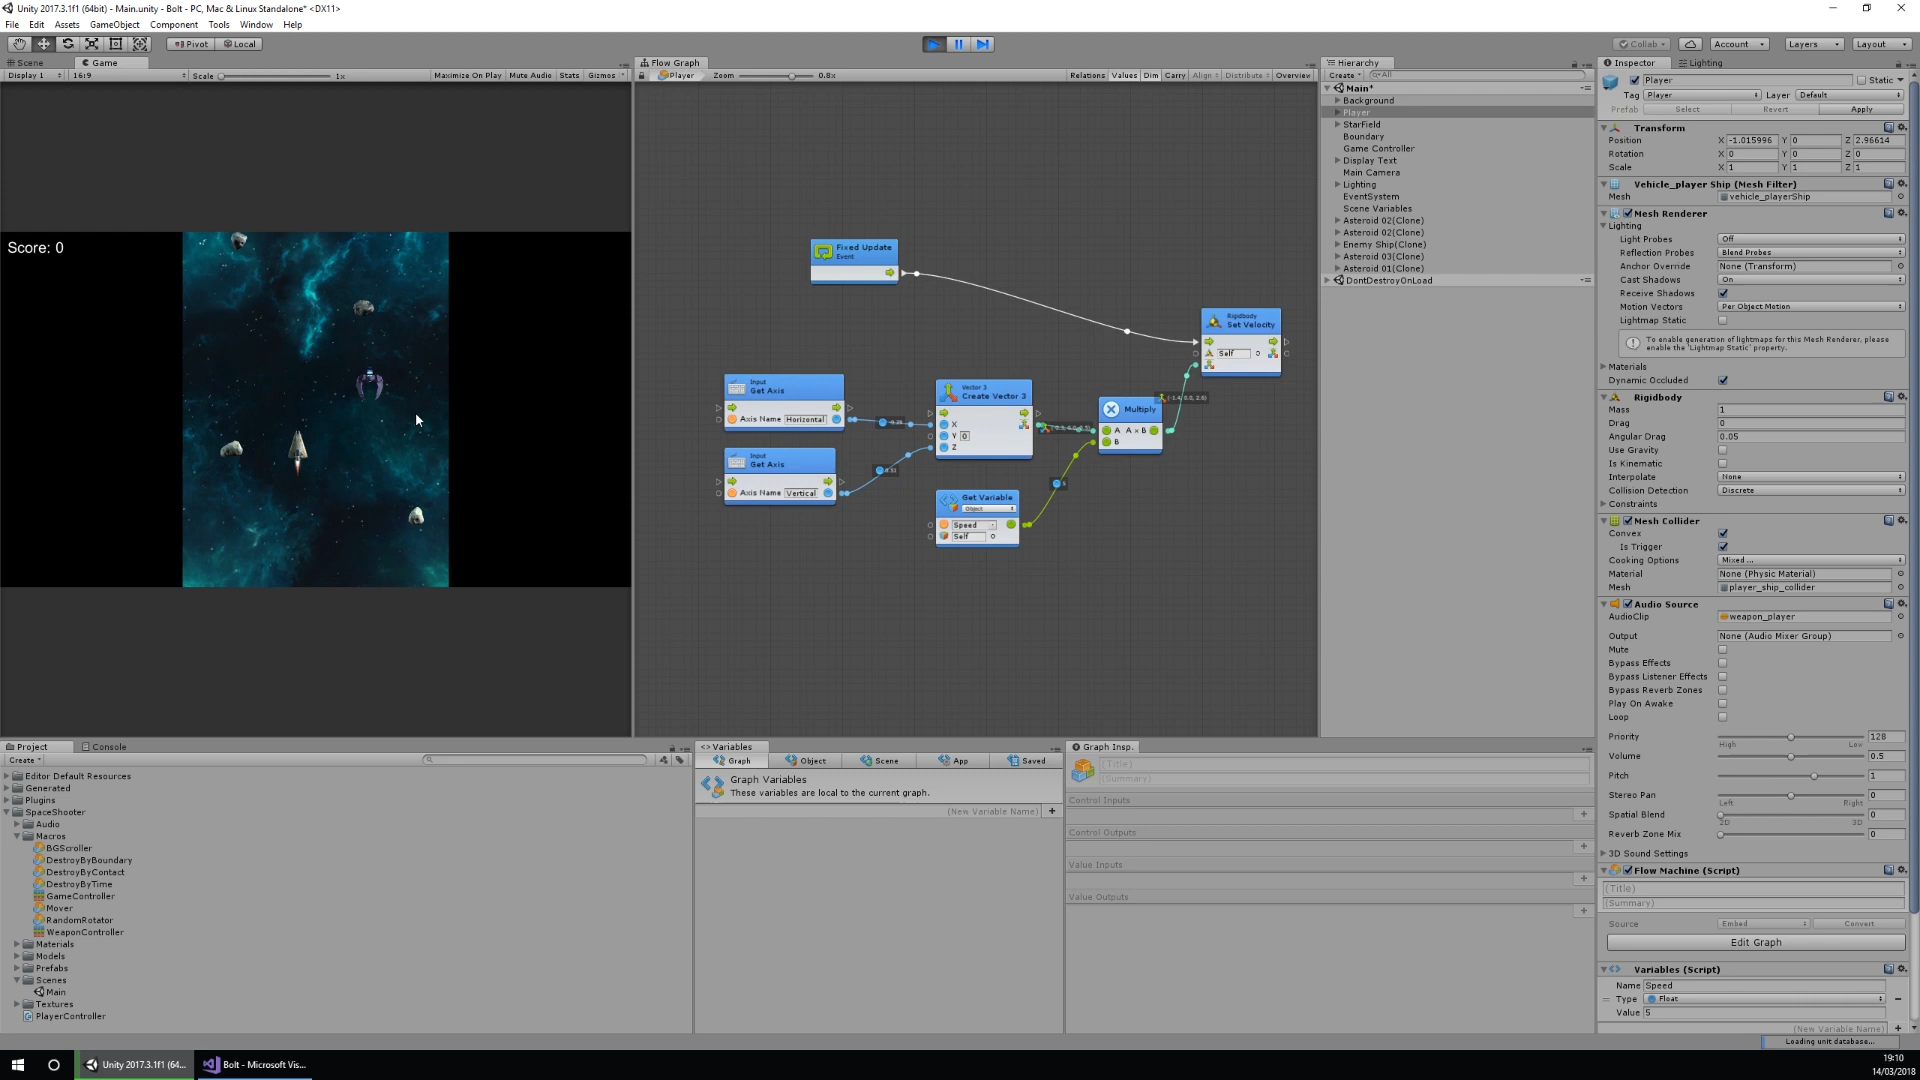 Unity 2017.3.1f1 (64bit) - Main.unity - Bolt - PC, Mac & Linux Standalone* <DX11>
File Edit Assets GameObject Component Tools Window Help
Pivot Local
Collab Account Layers Layout
Scene Game
Display 1 16:9 Scale 1x Maximize On Play Mute Audio Stats Gizmos
Score: 0
Flow Graph
Player Zoom 0.8x Relations Values Dim Carry Align Distribute Overview
Fixed Update
Event
Rigidbody
Set Velocity
Self
Input
Get Axis
Axis Name Horizontal
Input
Get Axis
Axis Name Vertical
Vector 3
Create Vector 3
X
Y 0
Z
Multiply
A A × B
B
Get Variable
Object
Speed
Self
5
Hierarchy
Create All
Main*
Background
Player
StarField
Boundary
Game Controller
Display Text
Main Camera
Lighting
EventSystem
Scene Variables
Asteroid 02(Clone)
Asteroid 02(Clone)
Enemy Ship(Clone)
Asteroid 03(Clone)
Asteroid 01(Clone)
DontDestroyOnLoad
Inspector Lighting
Player Static
Tag Player Layer Default
Prefab Select Revert Apply
Transform
Position X -1.015996 Y 0 Z 2.96614
Rotation X 0 Y 0 Z 0
Scale X 1 Y 1 Z 1
Vehicle_player Ship (Mesh Filter)
Mesh vehicle_playerShip
Mesh Renderer
Lighting
Light Probes Off
Reflection Probes Blend Probes
Anchor Override None (Transform)
Cast Shadows On
Receive Shadows
Motion Vectors Per Object Motion
Lightmap Static
To enable generation of lightmaps for this Mesh Renderer, please
enable the 'Lightmap Static' property.
Materials
Dynamic Occluded
Rigidbody
Mass 1
Drag 0
Angular Drag 0.05
Use Gravity
Is Kinematic
Interpolate None
Collision Detection Discrete
Constraints
Mesh Collider
Convex
Is Trigger
Cooking Options Mixed ...
Material None (Physic Material)
Mesh player_ship_collider
Audio Source
AudioClip weapon_player
Output None (Audio Mixer Group)
Mute
Bypass Effects
Bypass Listener Effects
Bypass Reverb Zones
Play On Awake
Loop
Priority 128
High Low
Volume 0.5
Pitch 1
Stereo Pan 0
Left Right
Spatial Blend 0
2D 3D
Reverb Zone Mix 0
3D Sound Settings
Flow Machine (Script)
(Title)
(Summary)
Source Embed Convert
Edit Graph
Variables (Script)
Name Speed
Type Float
Value 5
(New Variable Name)
Loading unit database...
Project Console
Create
Editor Default Resources
Generated
Plugins
SpaceShooter
Audio
Macros
BGScroller
DestroyByBoundary
DestroyByContact
DestroyByTime
GameController
Mover
RandomRotator
WeaponController
Materials
Models
Prefabs
Scenes
Main
Textures
PlayerController
<> Variables
Graph Object Scene App Saved
Graph Variables
These variables are local to the current graph.
(New Variable Name)
Graph Insp.
(Title)
(Summary)
Control Inputs
Control Outputs
Value Inputs
Value Outputs
Unity 2017.3.1f1 (64... Bolt - Microsoft Vis...
19:10
14/03/2018